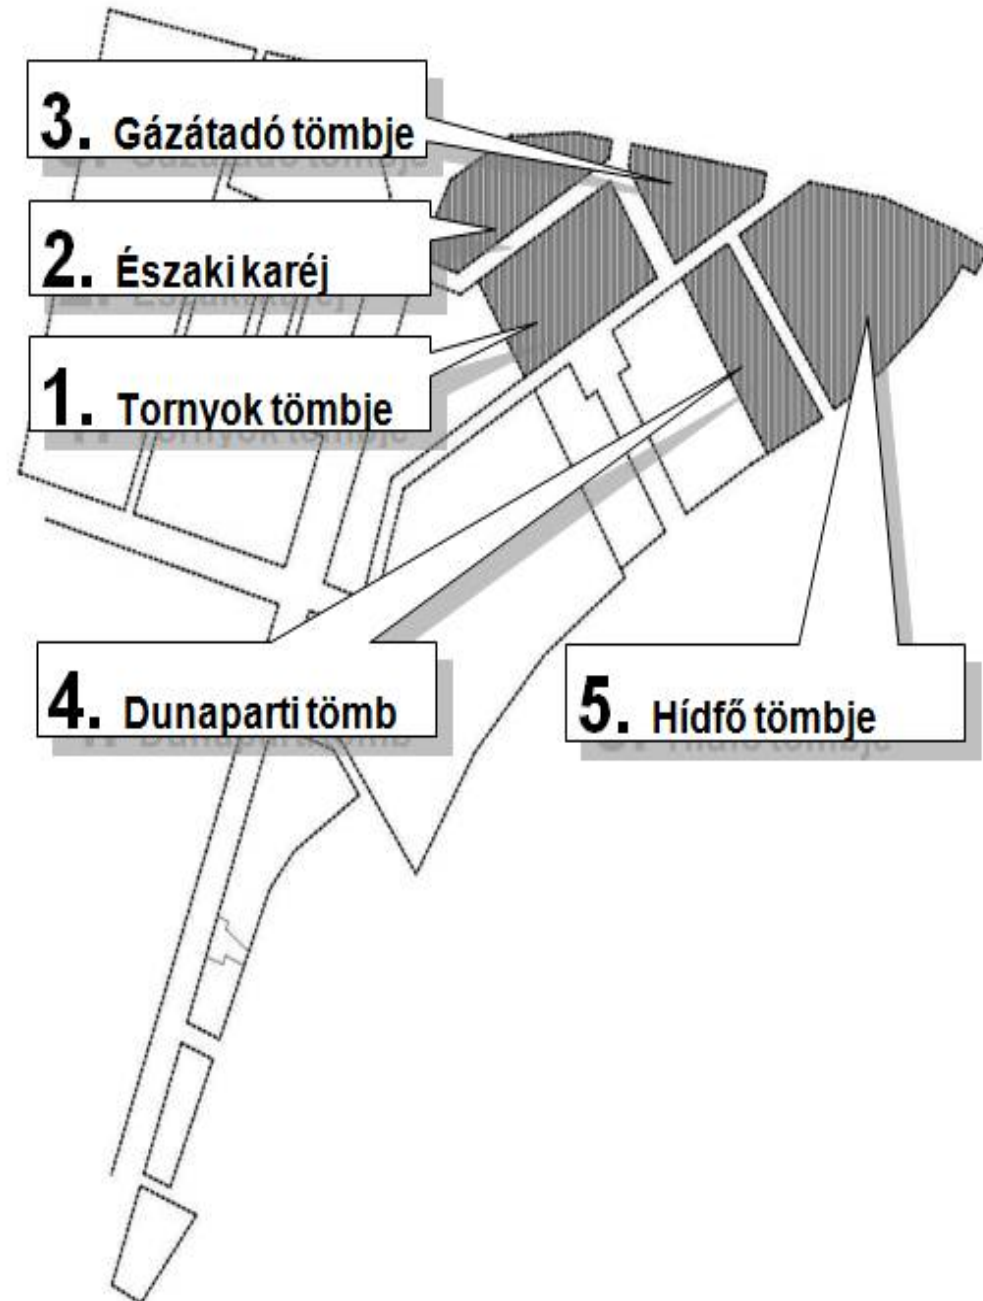 3. Gázátadó tömbje
2. Északi karéj
1. Tornyok tömbje
4. Dunaparti tömb
5. Hídfő tömbje